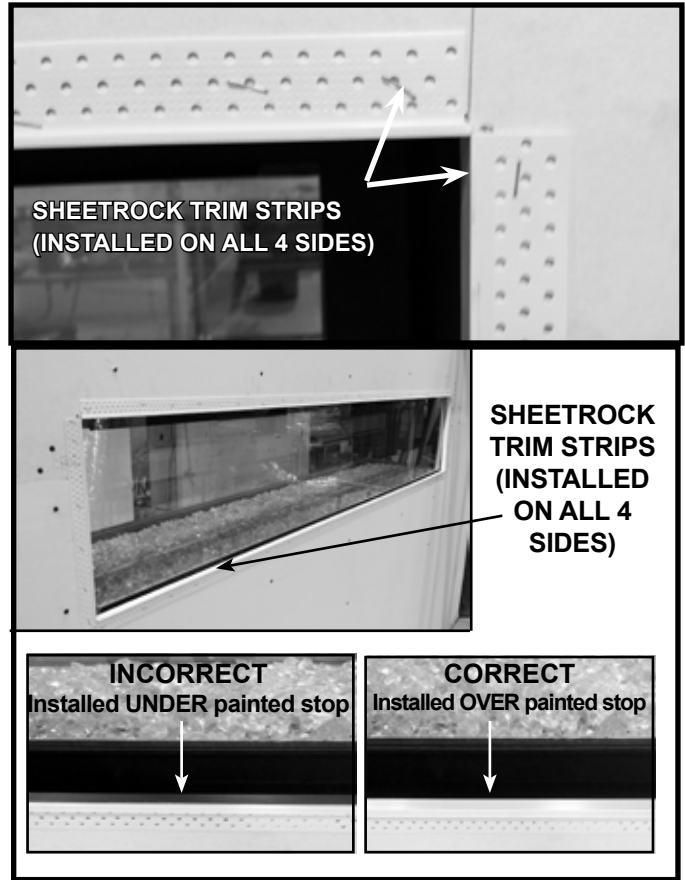 SHEETROCK TRIM STRIPS
(INSTALLED ON ALL 4 SIDES)
SHEETROCK
TRIM STRIPS
(INSTALLED
ON ALL 4
SIDES)
INCORRECT
Installed UNDER painted stop
CORRECT
Installed OVER painted stop